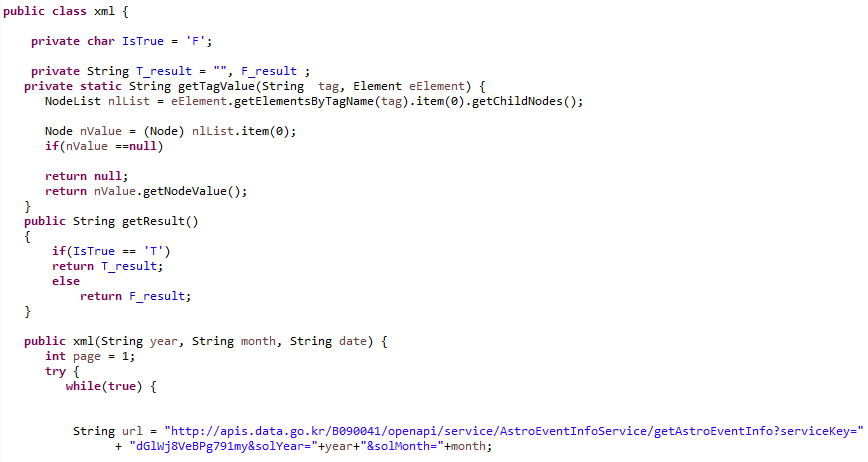 public class xml {
private char IsTrue = 'F';
private String T_result = "", F_result ;
private static String getTagValue(String  tag, Element eElement) {
NodeList nlList = eElement.getElementsByTagName(tag).item(0).getChildNodes();
Node nValue = (Node) nlList.item(0);
if(nValue ==null)
return null;
return nValue.getNodeValue();
}
public String getResult()
{
if(IsTrue == 'T')
return T_result;
else
return F_result;
}
public xml(String year, String month, String date) {
int page = 1;
try {
while(true) {
String url = "http://apis.data.go.kr/B090041/openapi/service/AstroEventInfoService/getAstroEventInfo?serviceKey="
+ "dGlWj8VeBPg791my&solYear="+year+"&solMonth="+month;